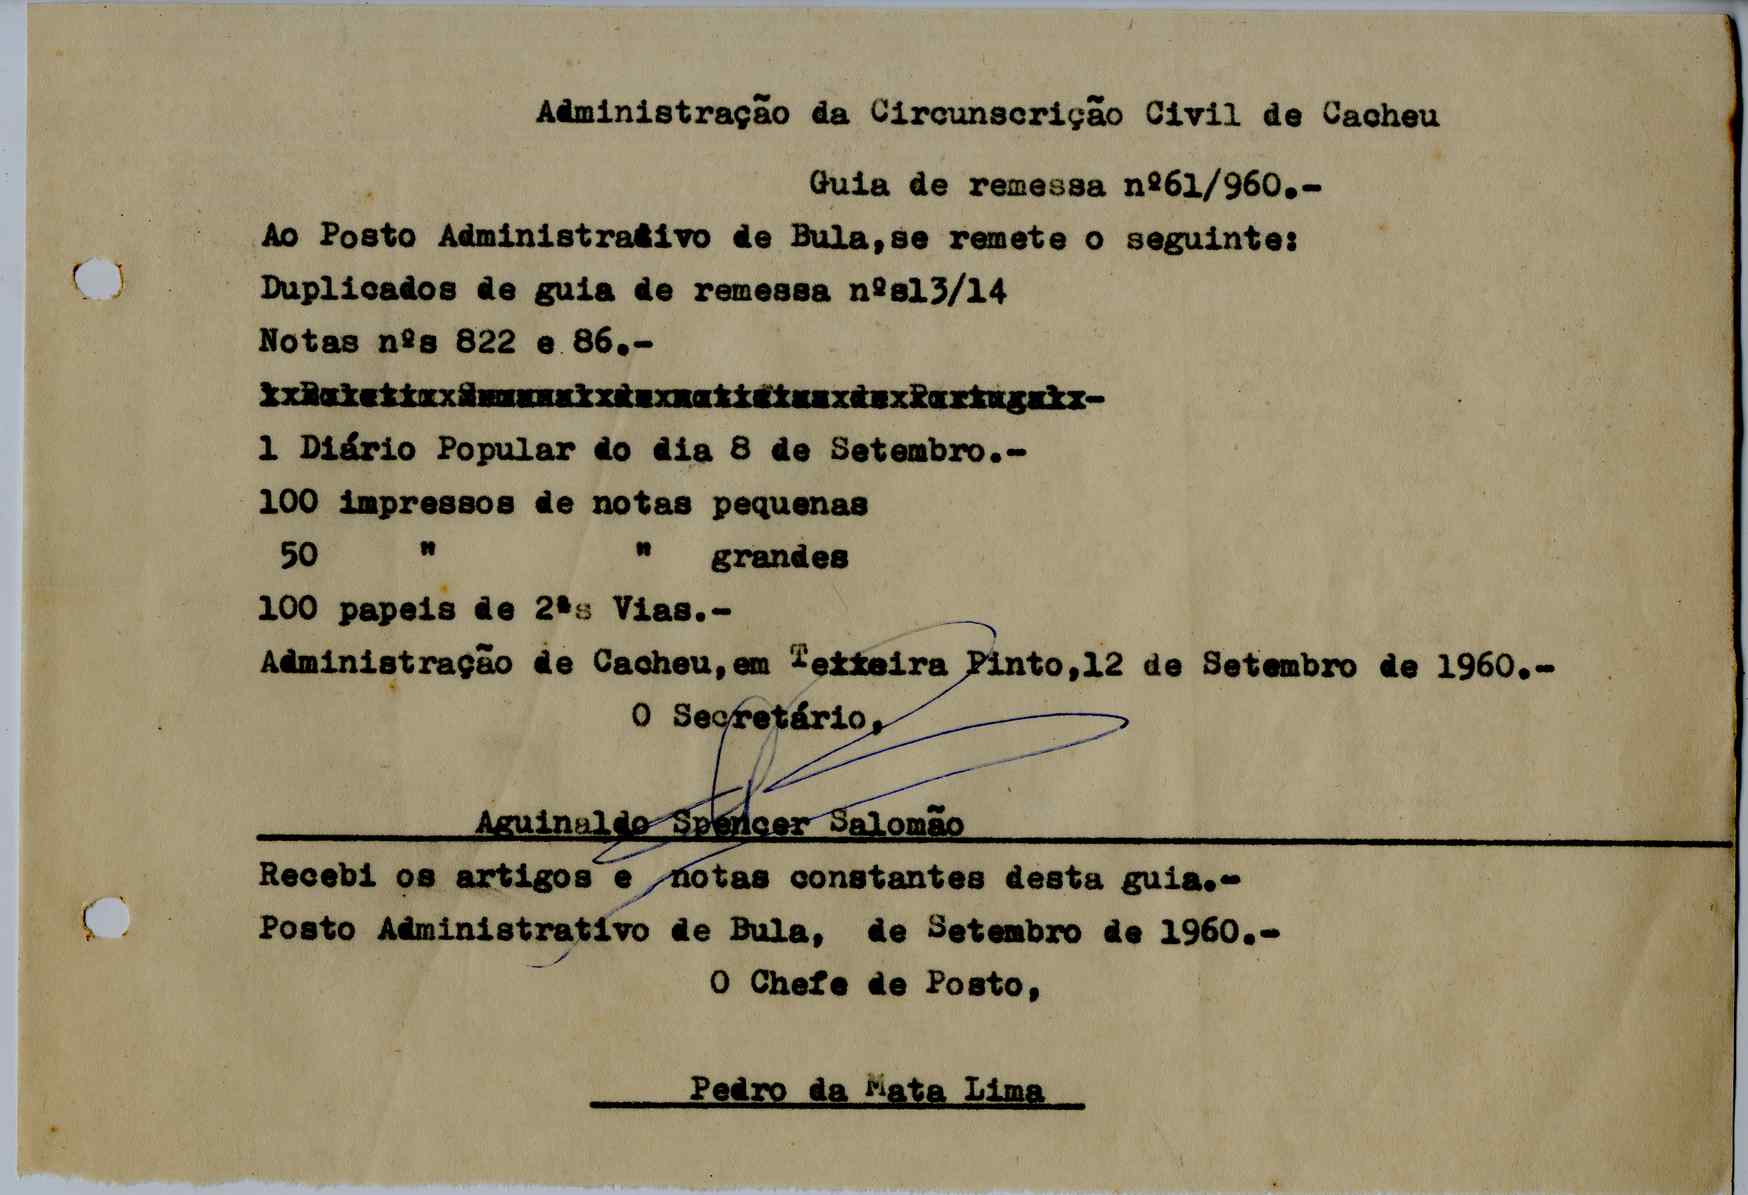 Administração da Circunscrição Civil de Cacheu
Guia de remessa nº61/960.-
Ao Posto Administrativo de Bula,se remete o seguinte:
Duplicados de guia de remessa nºs13/14
Notas nºs 822 e 86.-
1 Diário Popular do dia 8 de Setembro.-
100 impressos de notas pequenas
50 " " grandes
100 papeis de 2ªs Vias.-
Administração de Cacheu,em Teixeira Pinto,12 de Setembro de 1960.-
O Secretário,
Aguinaldo Spencer Salomão
Recebi os artigos e notas constantes desta guia.-
Posto Administrativo de Bula, de Setembro de 1960.-
O Chefe de Posto,
Pedro da Mata Lima